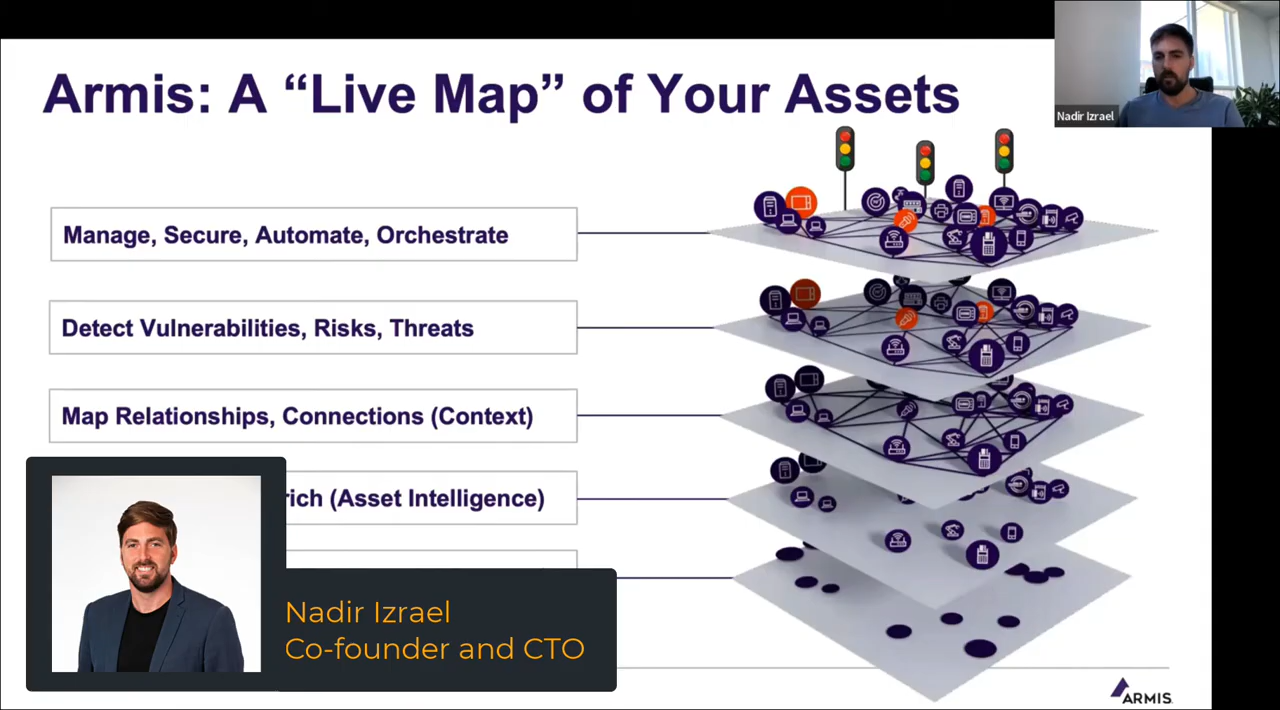 Armis: A “Live Map” of Your Assets
Nadir Izrael
Manage, Secure, Automate, Orchestrate
Detect Vulnerabilities, Risks, Threats
Map Relationships, Connections (Context)
(Asset Intelligence)
Nadir Izrael
Co-founder and CTO
ARMIS